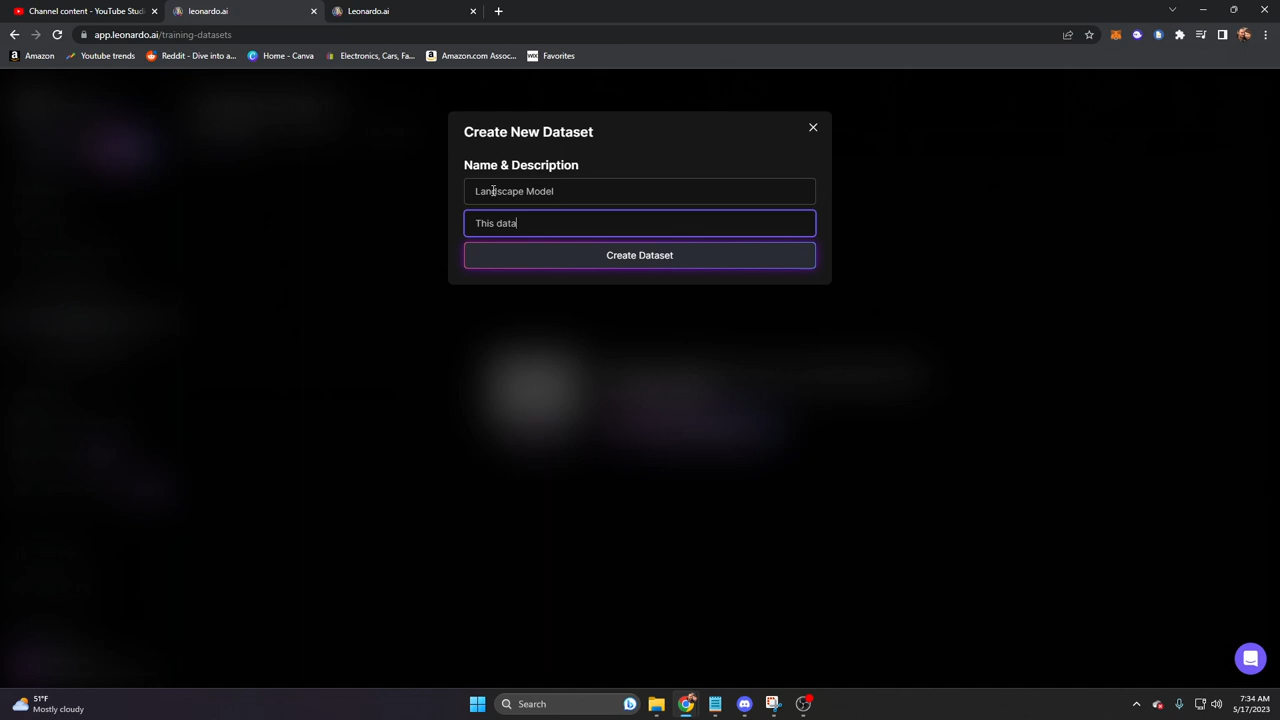 Channel content - YouTube Studi
leonardo.ai
Leonardo.ai
app.leonardo.ai/training-datasets
Amazon
Youtube trends
Reddit - Dive into a...
Home - Canva
Electronics, Cars, Fa...
Amazon.com Assoc...
WIX
Favorites
Create New Dataset
Name & Description
Landscape Model
This data
Create Dataset
51°F
Mostly cloudy
Search
7:34 AM
5/17/2023